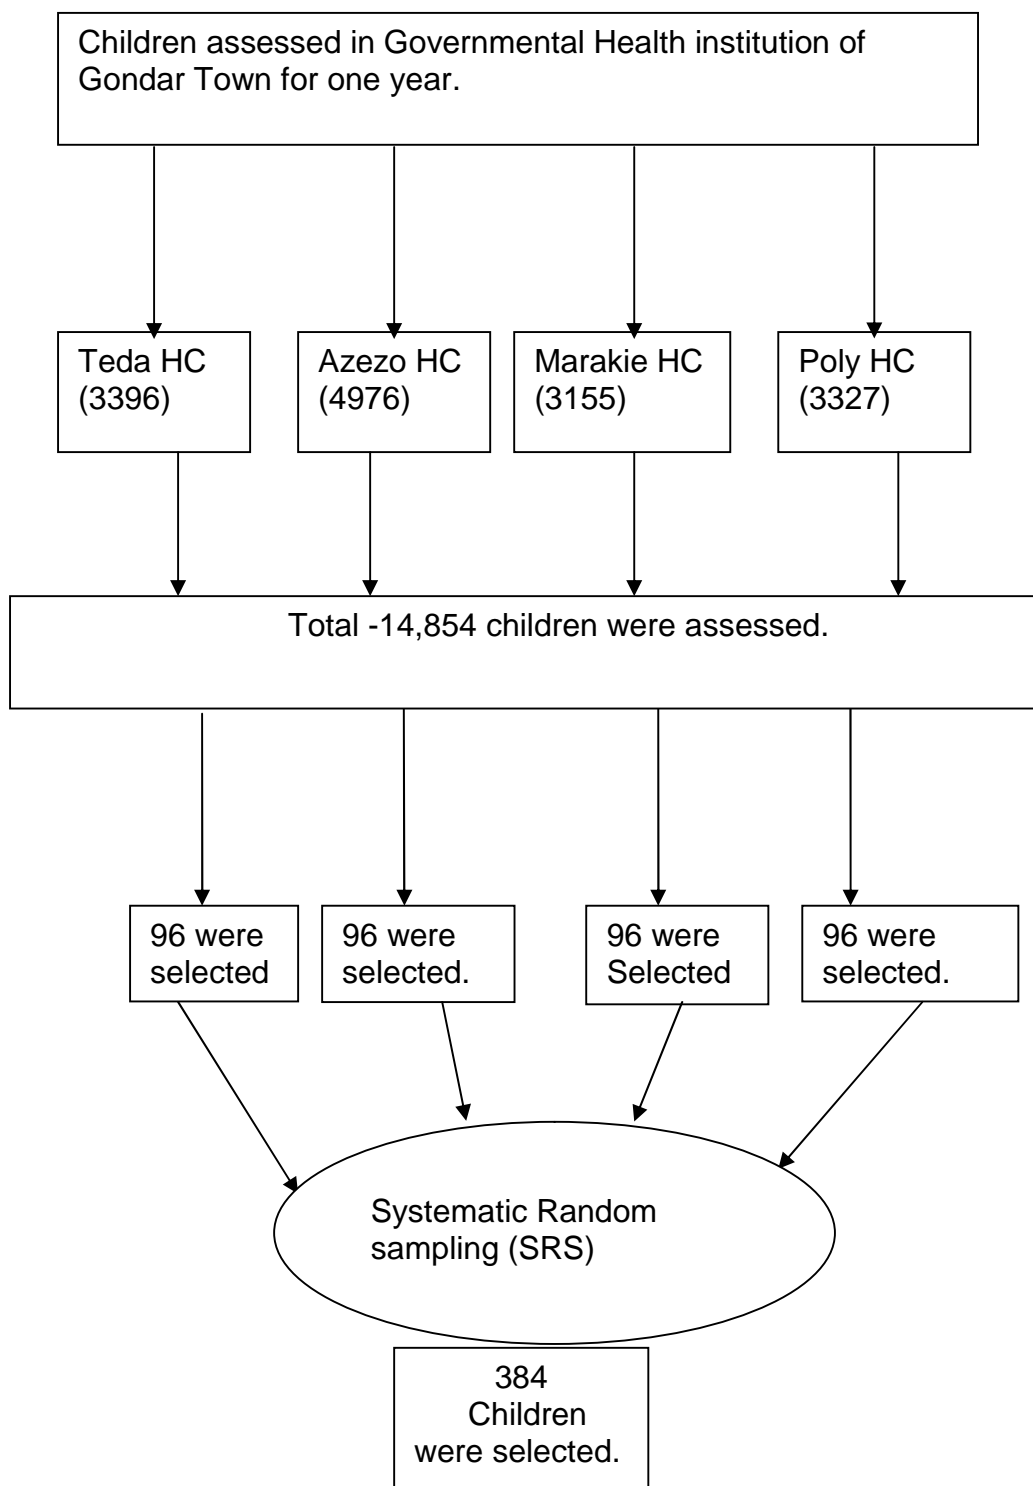 Children assessed in Governmental Health institution of
Gondar Town for one year.
Teda HC
(3396)
Azezo HC
(4976)
Marakie HC
(3155)
Poly HC
(3327)
Total -14,854 children were assessed.
96 were
selected
96 were
selected.
96 were
Selected
96 were
selected.
Systematic Random
sampling (SRS)
384
Children
were selected.